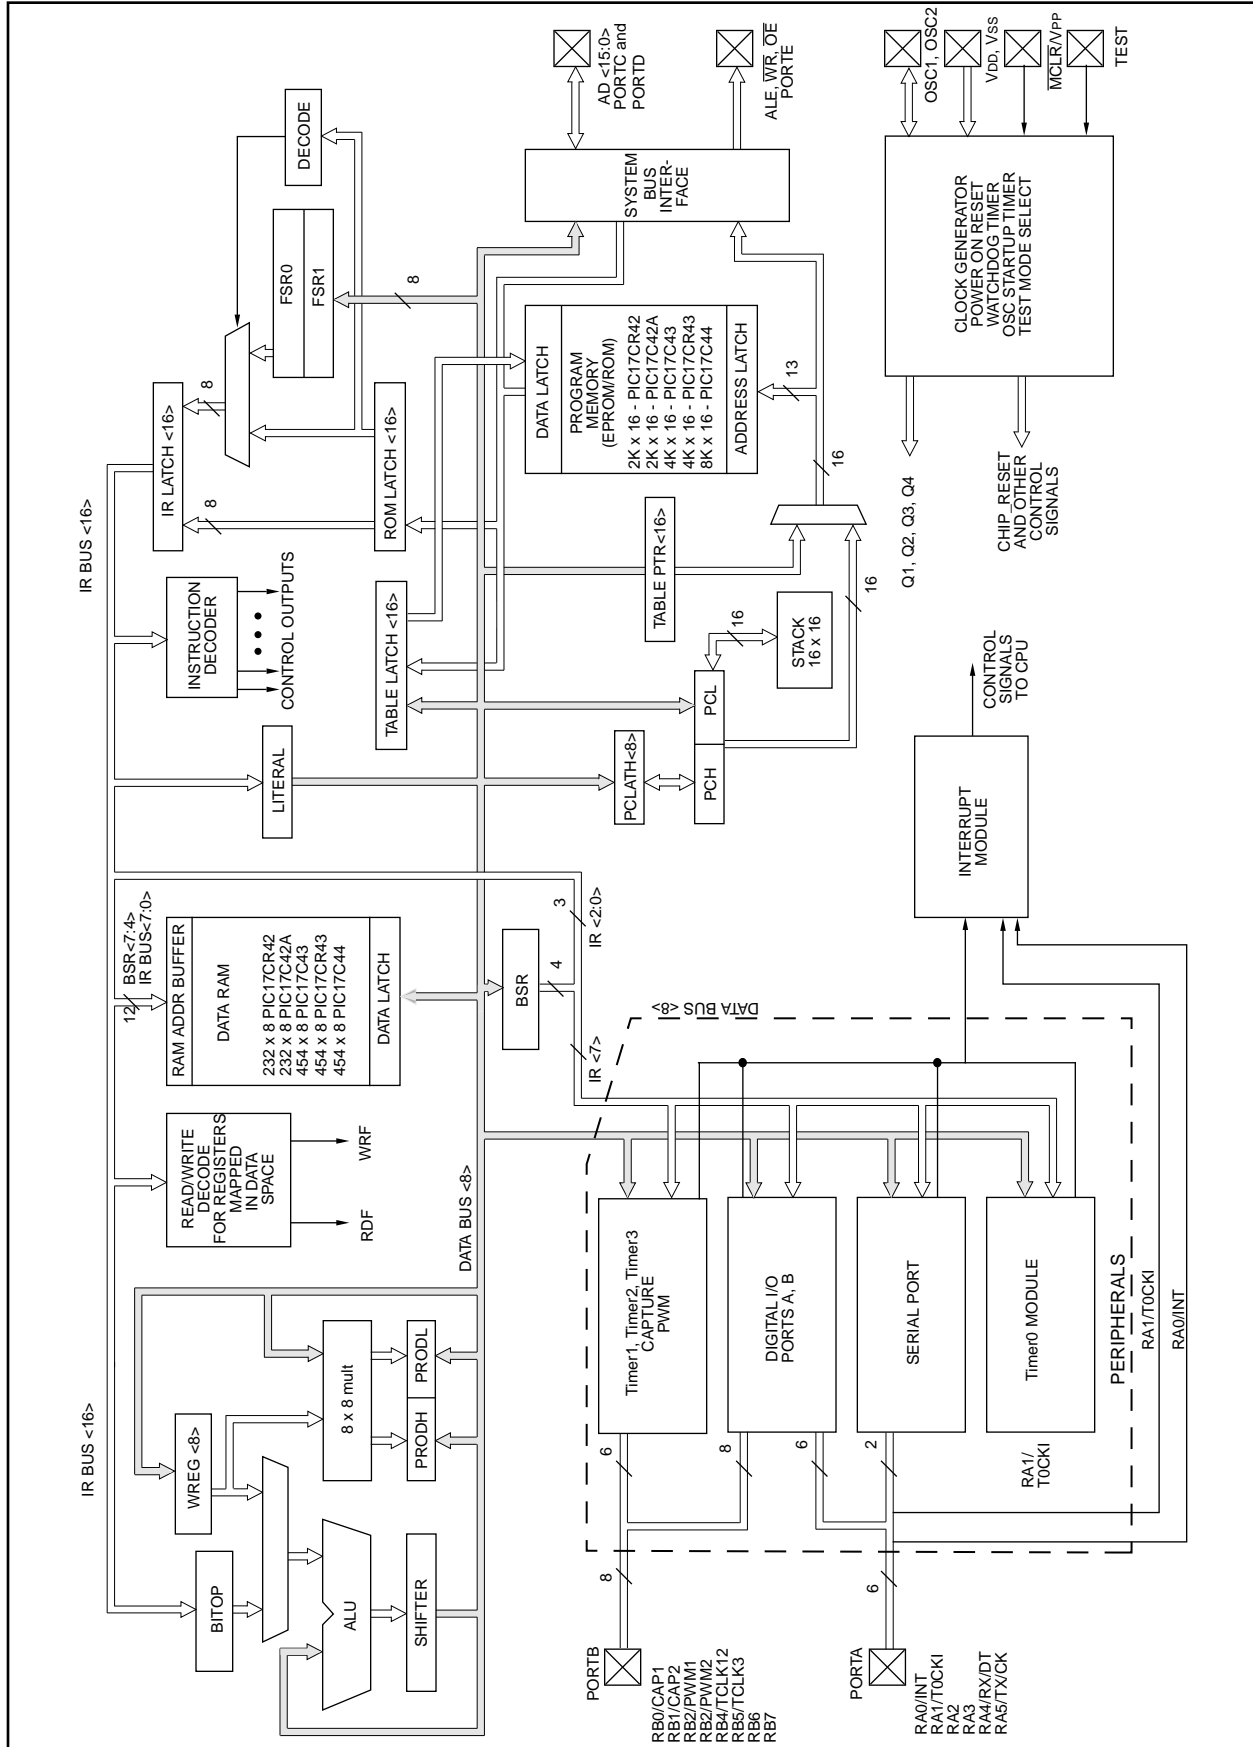 IR BUS <16>
BITOP
WREG <8>
ALU
SHIFTER
8 x 8 mult
PRODH
PRODL
READ/WRITE
DECODE
FOR REGISTERS
MAPPED
IN DATA
SPACE
RDF
WRF
DATA BUS <8>
12
BSR<7:4>
IR BUS<7:0>
RAM ADDR BUFFER
DATA RAM
232 x 8 PIC17CR42
232 x 8 PIC17C42A
454 x 8 PIC17C43
454 x 8 PIC17CR43
454 x 8 PIC17C44
DATA LATCH
BSR
4
3
IR <2:0>
IR <7>
LITERAL
INSTRUCTION
DECODER
CONTROL OUTPUTS
IR BUS <16>
IR LATCH <16>
8
8
ROM LATCH <16>
FSR0
FSR1
DECODE
8
TABLE LATCH <16>
PCLATH<8>
PCH
PCL
TABLE PTR<16>
16
STACK
16 x 16
16
16
13
DATA LATCH
PROGRAM
MEMORY
(EPROM/ROM)
2K x 16 - PIC17CR42
2K x 16 - PIC17C42A
4K x 16 - PIC17C43
4K x 16 - PIC17CR43
8K x 16 - PIC17C44
ADDRESS LATCH
SYSTEM
BUS
INTER-
FACE
AD <15:0>
PORTC and
PORTD
ALE, WR, OE
PORTE
PORTB
RB0/CAP1
RB1/CAP2
RB2/PWM1
RB2/PWM2
RB4/TCLK12
RB5/TCLK3
RB6
RB7
8
6
8
Timer1, Timer2, Timer3
CAPTURE
PWM
DIGITAL I/O
PORTS A, B
DATA BUS <8>
PORTA
RA0/INT
RA1/T0CKI
RA2
RA3
RA4/RX/DT
RA5/TX/CK
6
6
2
SERIAL PORT
RA1/
T0CKI
Timer0 MODULE
PERIPHERALS
RA1/T0CKI
RA0/INT
INTERRUPT
MODULE
CONTROL
SIGNALS
TO CPU
Q1, Q2, Q3, Q4
CHIP_RESET
AND OTHER
CONTROL
SIGNALS
CLOCK GENERATOR
POWER ON RESET
WATCHDOG TIMER
OSC STARTUP TIMER
TEST MODE SELECT
OSC1, OSC2
VDD, VSS
MCLR/VPP
TEST